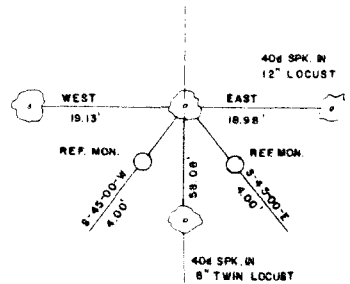 40d SPK. IN
12" LOCUST
WEST
EAST
19.13'
18.98'
REF. MON.
REF. MON.
S-45-00-W
4.00'
58.08'
S-45-00-E
4.00'
40d SPK. IN
8" TWIN LOCUST